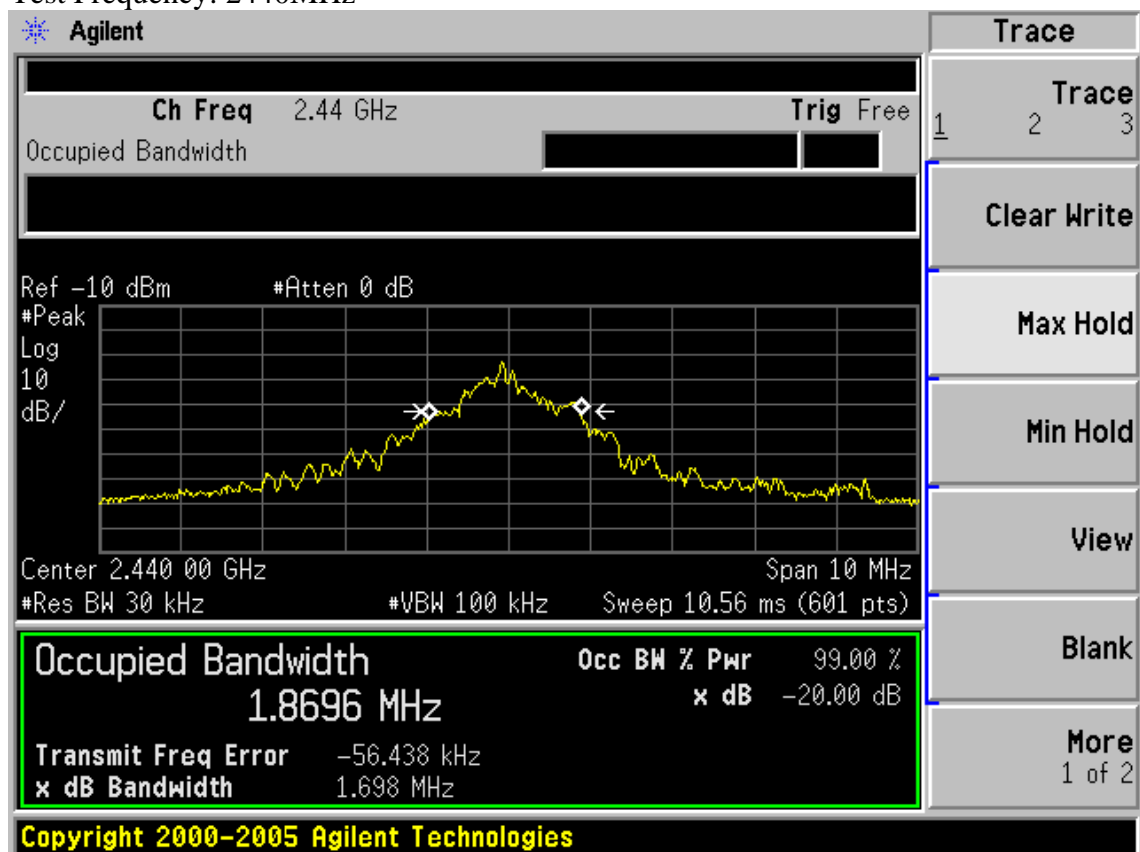 Agilent
Trace
Ch Freq 2.44 GHz Trig Free
Occupied Bandwidth
Trace
1 2 3
Clear Write
Max Hold
Min Hold
View
Blank
More
1 of 2
Ref -10 dBm #Atten 0 dB
#Peak
Log
10
dB/
Center 2.440 00 GHz Span 10 MHz
#Res BW 30 kHz #VBW 100 kHz Sweep 10.56 ms (601 pts)
Occupied Bandwidth Occ BW % Pwr 99.00 %
1.8696 MHz x dB -20.00 dB
Transmit Freq Error -56.438 kHz
x dB Bandwidth 1.698 MHz
Copyright 2000-2005 Agilent Technologies